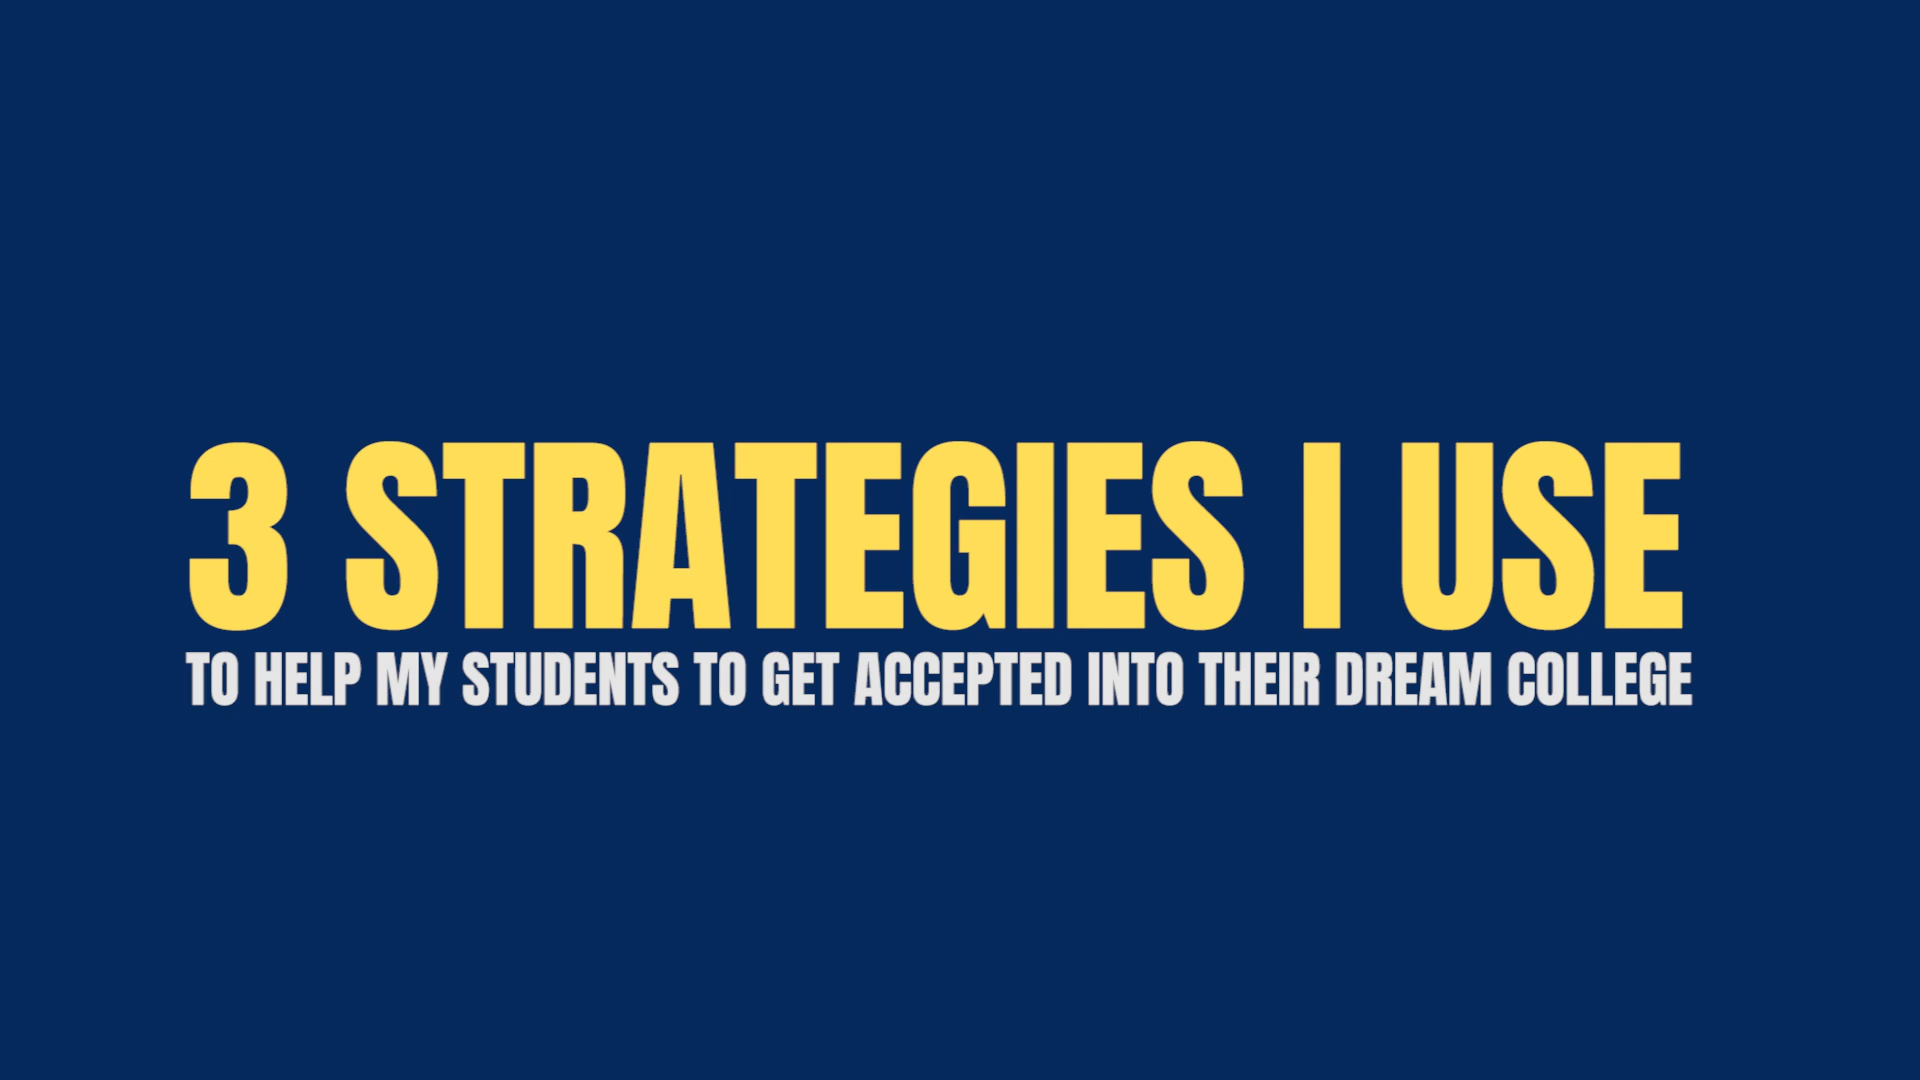 3 STRATEGIES I USE
TO HELP MY STUDENTS TO GET ACCEPTED INTO THEIR DREAM COLLEGE